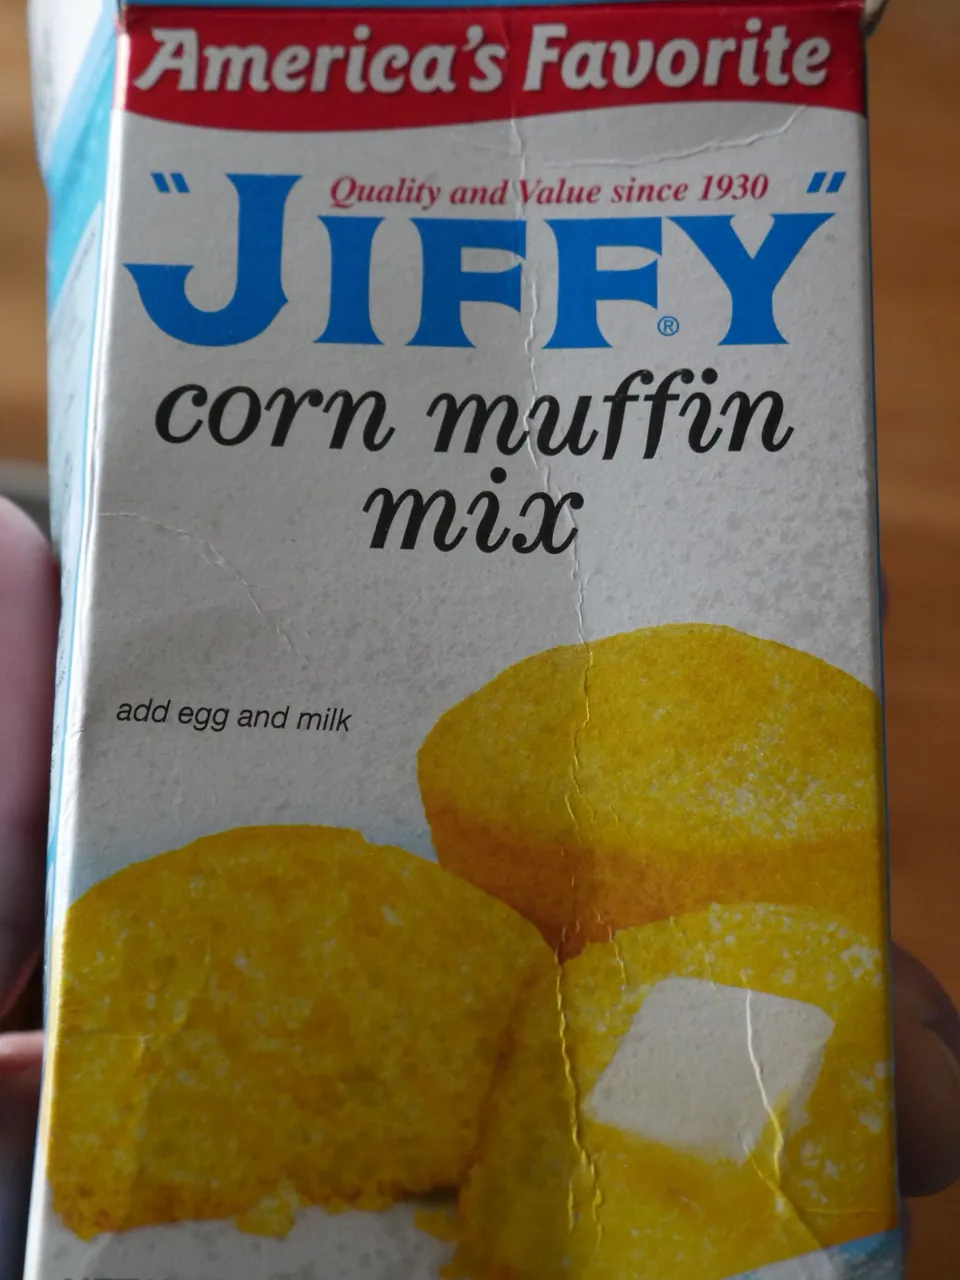 America's Favorite
Quality and Value since 1930
"JIFFY"®
corn muffin
mix
add egg and milk